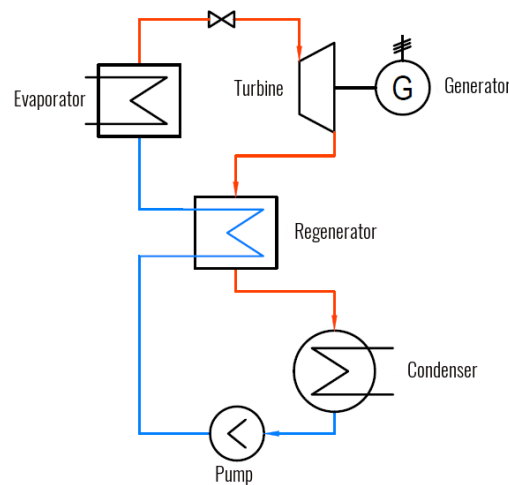 Evaporator
Turbine
G
Generator
Regenerator
Condenser
Pump